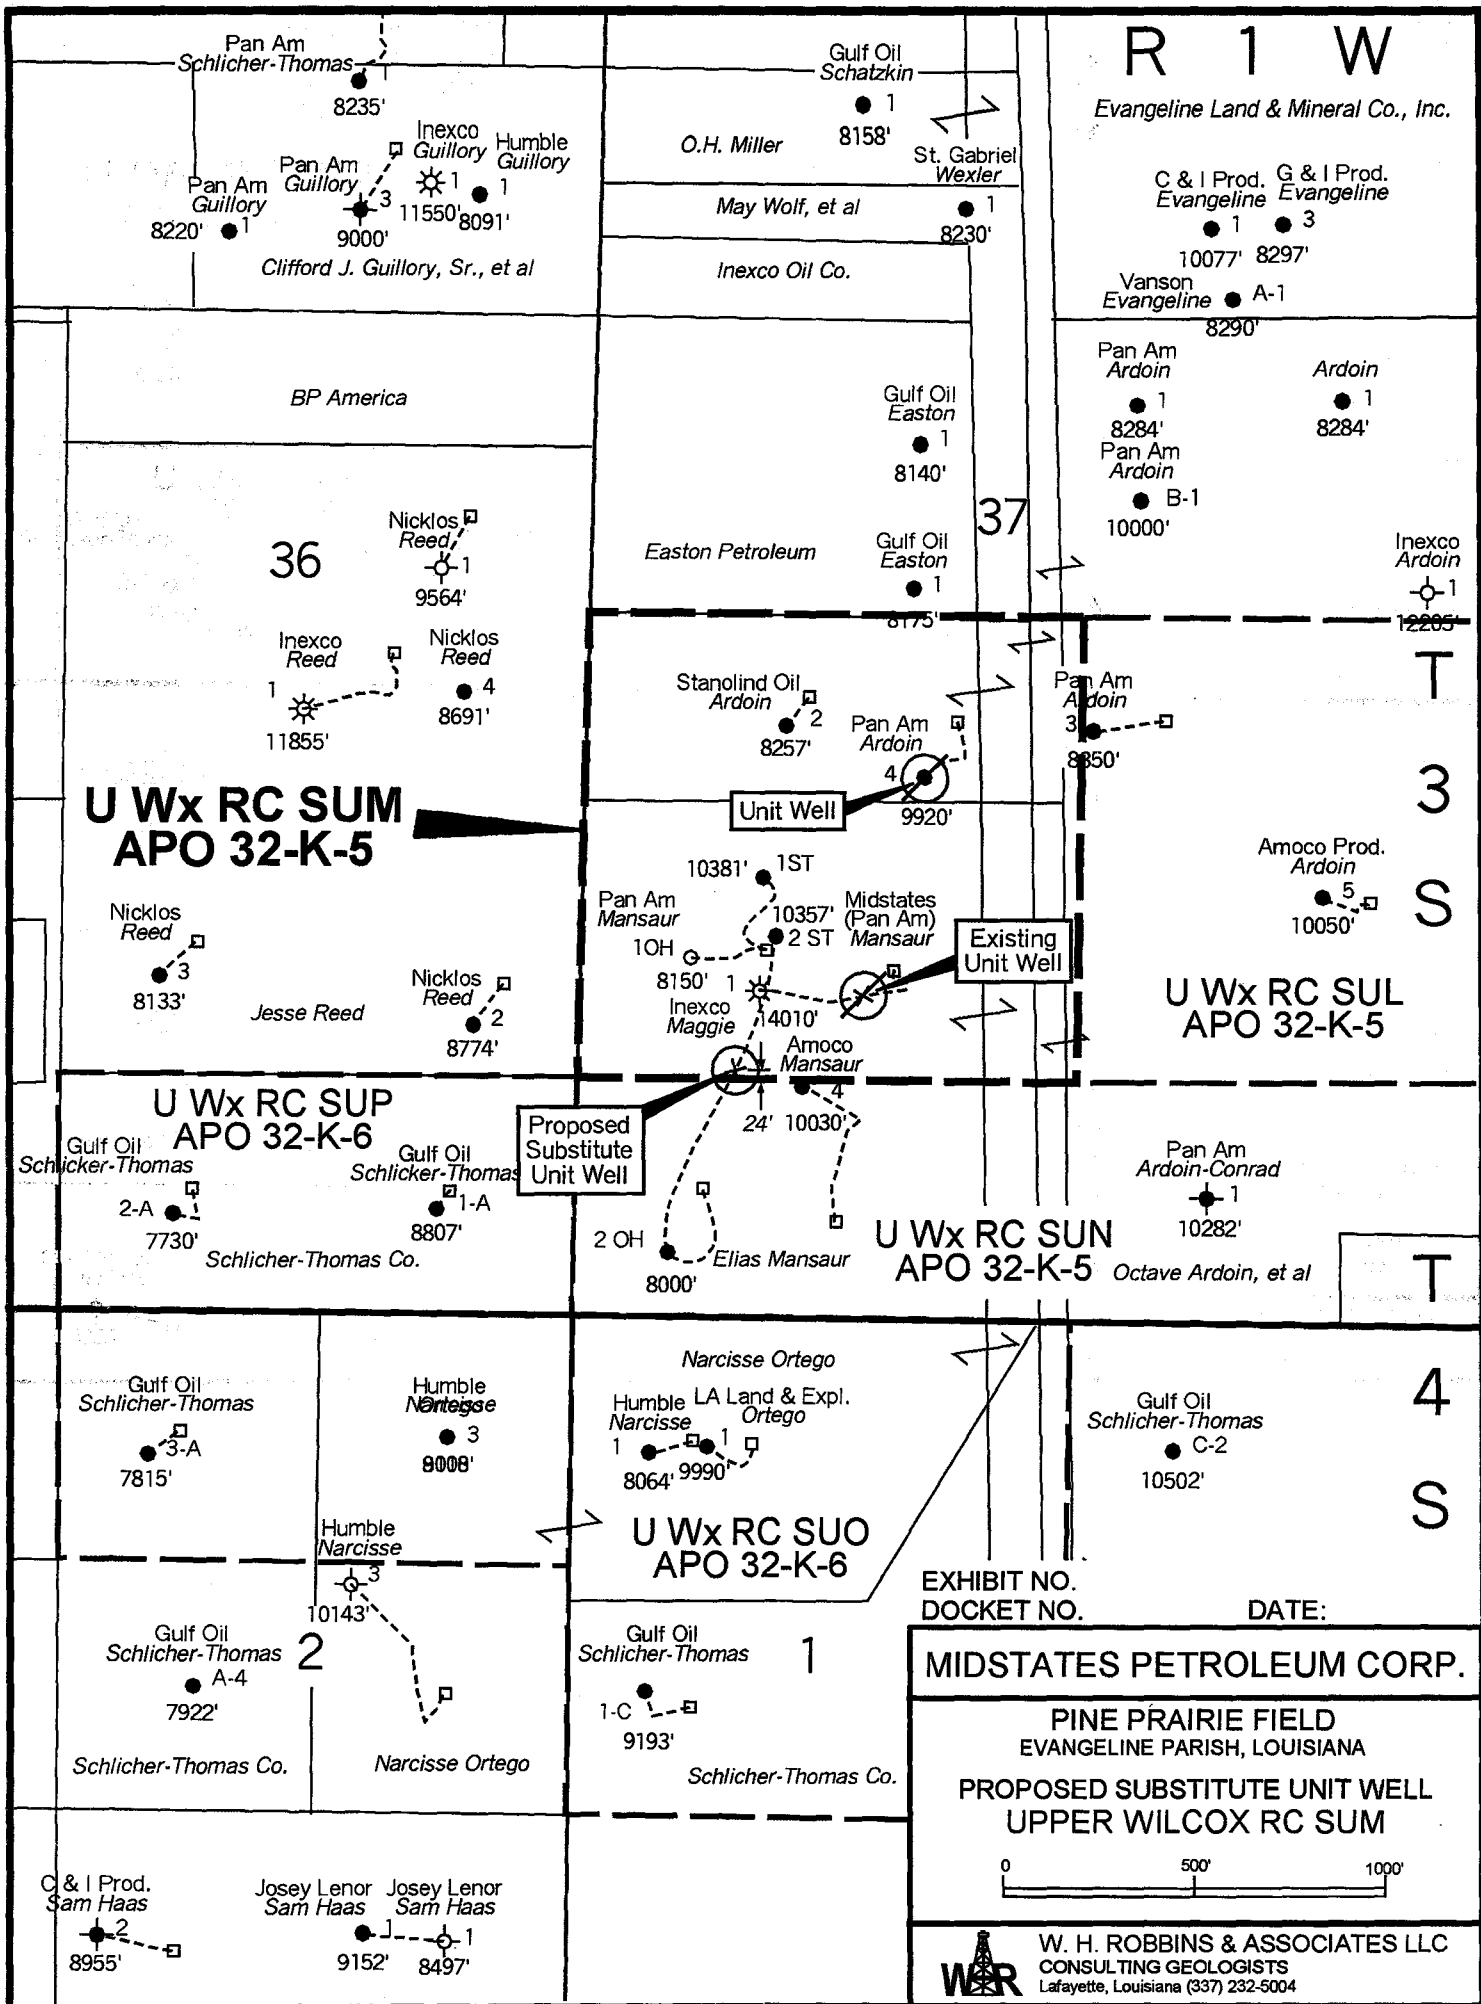 R 1 W
Evangeline Land & Mineral Co., Inc.
Pan Am
Schlicher-Thomas
8235'
Gulf Oil
Schatzkin
1
8158'
O.H. Miller
Inexco
Guillory
1
11550'
Humble
Guillory
1
8091'
Pan Am
Guillory
3
9000'
Pan Am
Guillory
8220' 1
Clifford J. Guillory, Sr., et al
St. Gabriel
Wexler
1
8230'
May Wolf, et al
Inexco Oil Co.
C & I Prod.
Evangeline
1
10077'
G & I Prod.
Evangeline
3
8297'
Vanson
Evangeline
A-1
8290'
BP America
Gulf Oil
Easton
1
8140'
Pan Am
Ardoin
1
8284'
Ardoin
1
8284'
Pan Am
Ardoin
B-1
10000'
36
Nicklos
Reed
1
9564'
Easton Petroleum
Gulf Oil
Easton
1
8175'
37
Inexco
Ardoin
1
12205'
Inexco
Reed
1
11855'
Nicklos
Reed
4
8691'
Stanolind Oil
Ardoin
2
8257'
Pan Am
Ardoin
4
9920'
Unit Well
Pan Am
Ardoin
3
8350'
T
3
S
U Wx RC SUM
APO 32-K-5
10381' 1ST
Pan Am
Mansaur
1OH
8150'
10357'
2 ST
Midstates
(Pan Am)
Mansaur
Existing
Unit Well
Amoco Prod.
Ardoin
5
10050'
Nicklos
Reed
3
8133'
Jesse Reed
Nicklos
Reed
2
8774'
1
Inexco
Maggie
14010'
U Wx RC SUL
APO 32-K-5
Amoco
Mansaur
4
10030'
24'
Proposed
Substitute
Unit Well
U Wx RC SUP
APO 32-K-6
Gulf Oil
Schlicker-Thomas
2-A
7730'
Gulf Oil
Schlicker-Thomas
1-A
8807'
Schlicher-Thomas Co.
2 OH
8000'
Elias Mansaur
U Wx RC SUN
APO 32-K-5
Pan Am
Ardoin-Conrad
1
10282'
Octave Ardoin, et al
T
4
S
Gulf Oil
Schlicher-Thomas
3-A
7815'
Humble
3
Narcisse Ortego
Humble
Narcisse
1
8064'
LA Land & Expl.
Ortego
1
9990'
Gulf Oil
Schlicher-Thomas
C-2
10502'
U Wx RC SUO
APO 32-K-6
Humble
Narcisse
3
10143'
Gulf Oil
Schlicher-Thomas
A-4
7922'
2
Schlicher-Thomas Co.
Narcisse Ortego
Gulf Oil
Schlicher-Thomas
1-C
9193'
1
Schlicher-Thomas Co.
C & I Prod.
Sam Haas
2
8955'
Josey Lenor
Sam Haas
1
9152'
Josey Lenor
Sam Haas
1
8497'
EXHIBIT NO.
DOCKET NO. DATE:
MIDSTATES PETROLEUM CORP.
PINE PRAIRIE FIELD
EVANGELINE PARISH, LOUISIANA
PROPOSED SUBSTITUTE UNIT WELL
UPPER WILCOX RC SUM
0 500' 1000'
W R
W. H. ROBBINS & ASSOCIATES LLC
CONSULTING GEOLOGISTS
Lafayette, Louisiana (337) 232-5004